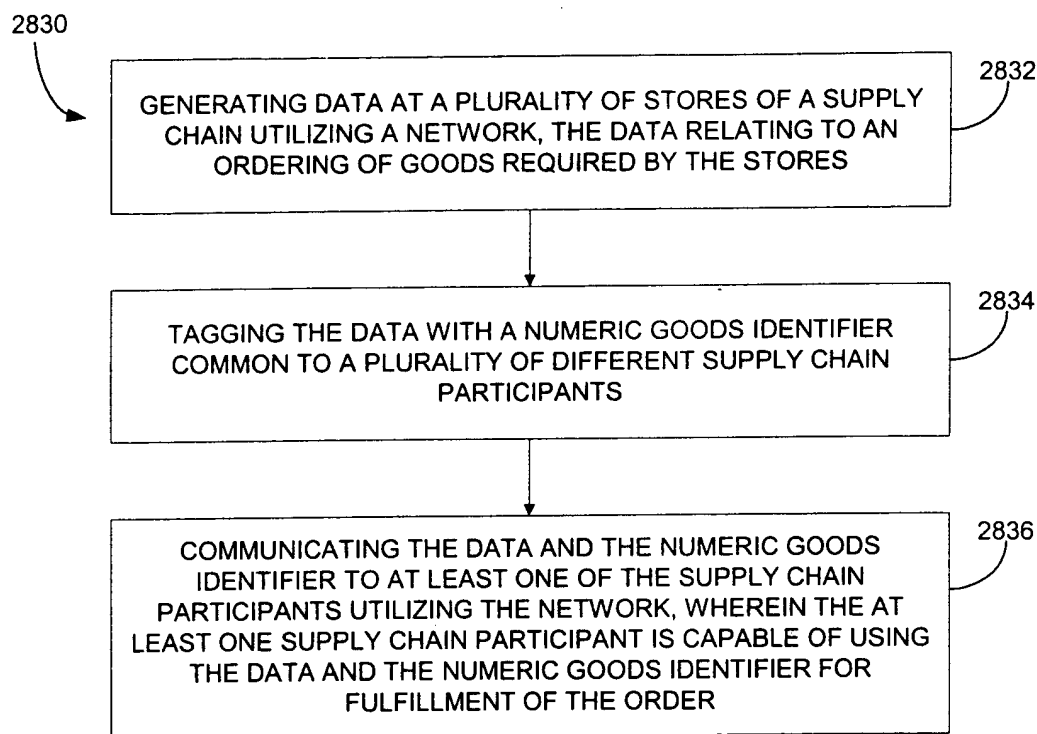 2830
2832
GENERATING DATA AT A PLURALITY OF STORES OF A SUPPLY
CHAIN UTILIZING A NETWORK, THE DATA RELATING TO AN
ORDERING OF GOODS REQUIRED BY THE STORES
2834
TAGGING THE DATA WITH A NUMERIC GOODS IDENTIFIER
COMMON TO A PLURALITY OF DIFFERENT SUPPLY CHAIN
PARTICIPANTS
2836
COMMUNICATING THE DATA AND THE NUMERIC GOODS
IDENTIFIER TO AT LEAST ONE OF THE SUPPLY CHAIN
PARTICIPANTS UTILIZING THE NETWORK, WHEREIN THE AT
LEAST ONE SUPPLY CHAIN PARTICIPANT IS CAPABLE OF USING
THE DATA AND THE NUMERIC GOODS IDENTIFIER FOR
FULFILLMENT OF THE ORDER